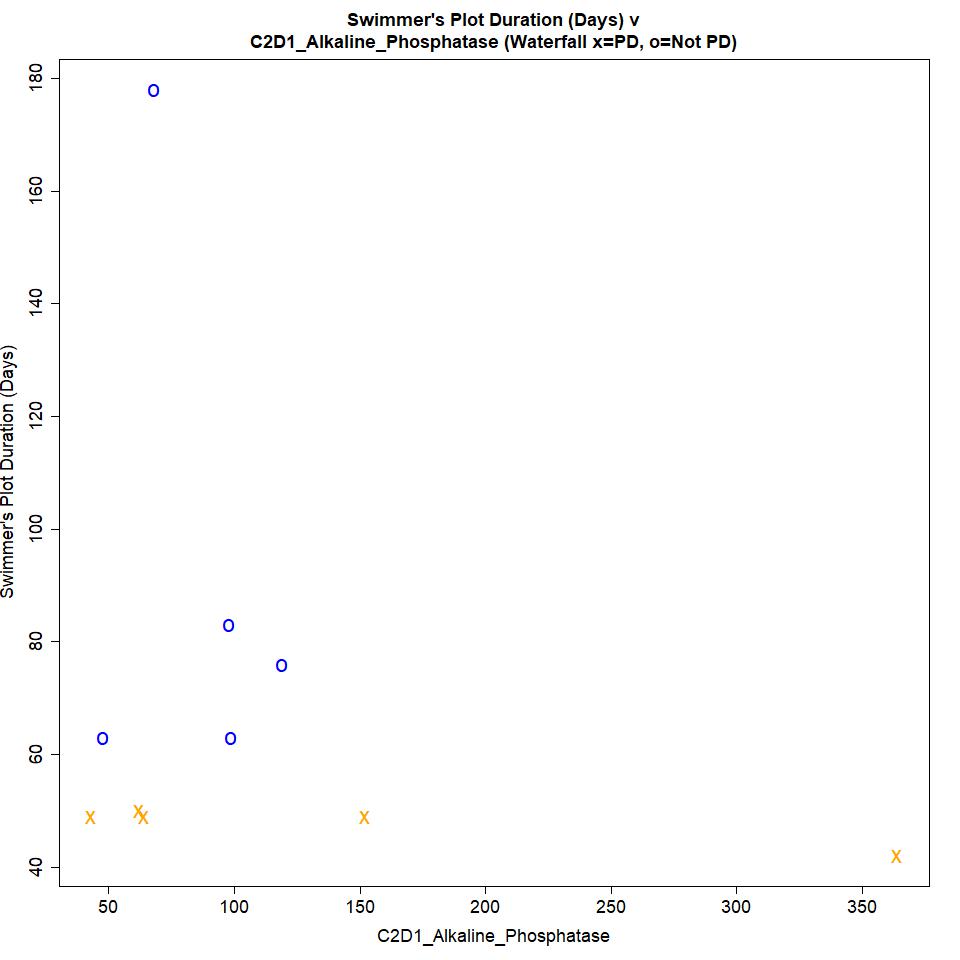 Swimmer's Plot Duration (Days) v
C2D1_Alkaline_Phosphatase (Waterfall x=PD, o=Not PD)
Swimmer's Plot Duration (Days)
180
160
140
120
100
80
60
40
50 100 150 200 250 300 350
C2D1_Alkaline_Phosphatase